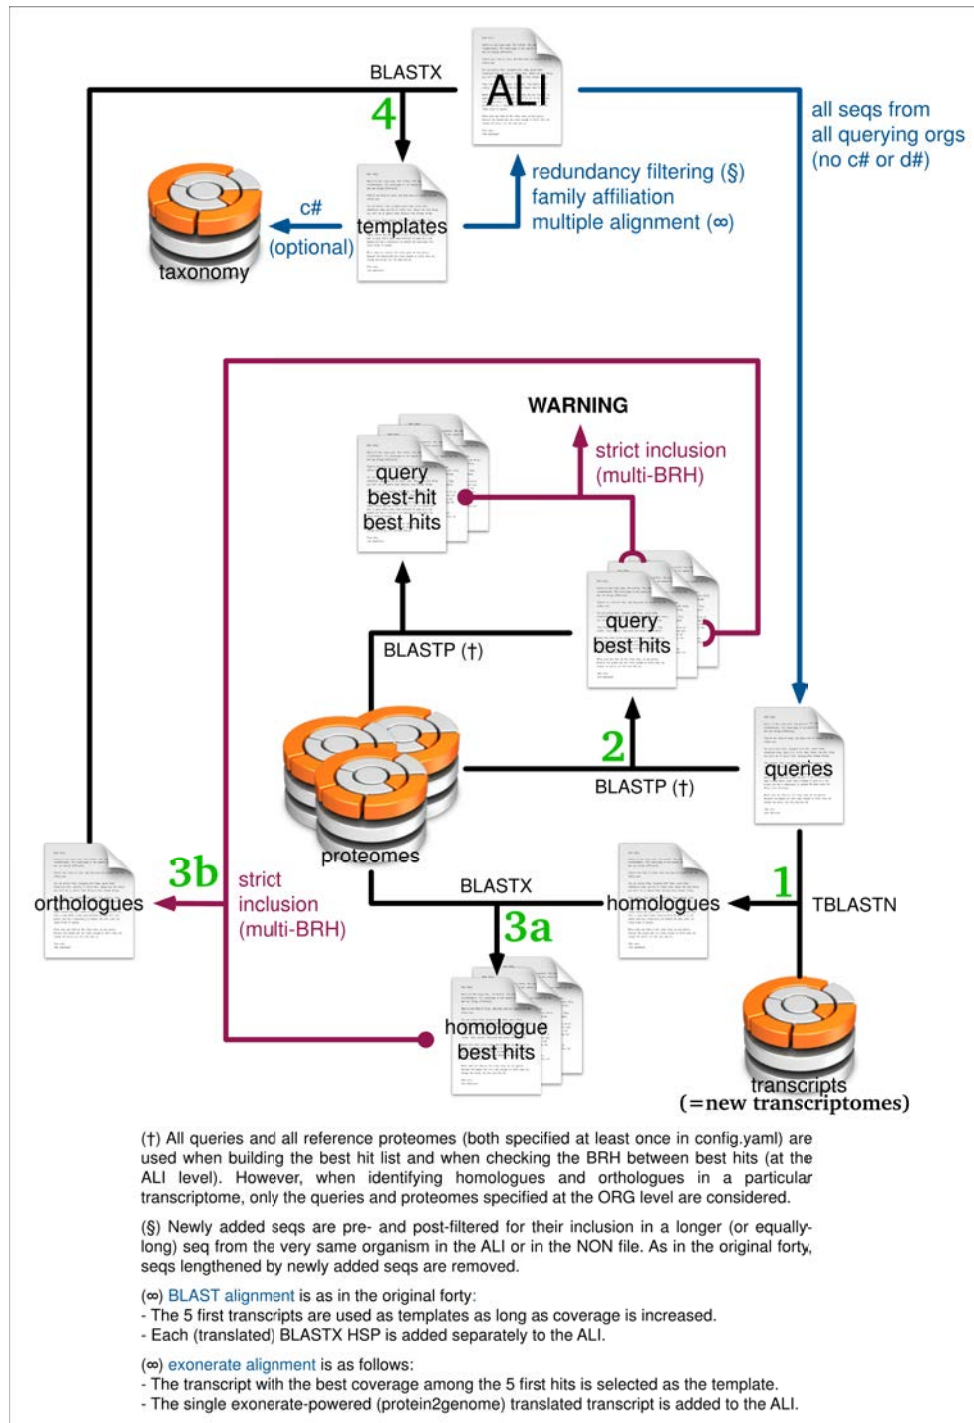 BLASTX
ALI
4
all seqs from
all querying orgs
(no c# or d#)
redundancy filtering (§)
family affiliation
multiple alignment (∞)
c#
(optional)
templates
taxonomy
WARNING
strict inclusion
(multi-BRH)
query
best-hit
best hits
query
best hits
BLASTP (†)
2
BLASTP (†)
queries
proteomes
3b
strict
inclusion
(multi-BRH)
orthologues
BLASTX
3a
homologues
1
TBLASTN
homologue
best hits
transcripts
(=new transcriptomes)
(†) All queries and all reference proteomes (both specified at least once in config.yaml) are
used when building the best hit list and when checking the BRH between best hits (at the
ALI level). However, when identifying homologues and orthologues in a particular
transcriptome, only the queries and proteomes specified at the ORG level are considered.
(§) Newly added seqs are pre- and post-filtered for their inclusion in a longer (or equally-
long) seq from the very same organism in the ALI or in the NON file. As in the original forty,
seqs lengthened by newly added seqs are removed.
(∞) BLAST alignment is as in the original forty:
- The 5 first transcripts are used as templates as long as coverage is increased.
- Each (translated) BLASTX HSP is added separately to the ALI.
(∞) exonerate alignment is as follows:
- The transcript with the best coverage among the 5 first hits is selected as the template.
- The single exonerate-powered (protein2genome) translated transcript is added to the ALI.